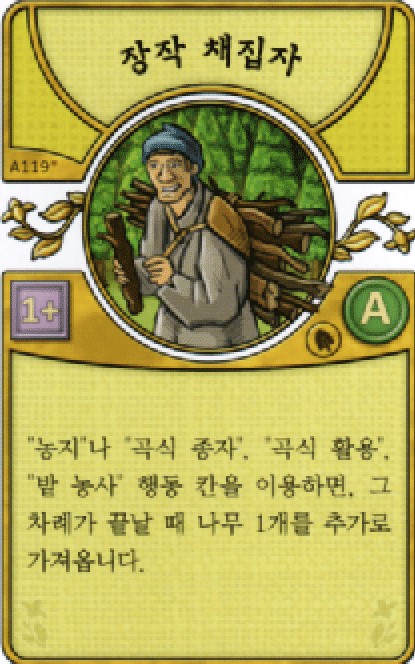 장작 채집자
A119*
1+
A
"농지"나 "곡식 종자", "곡식 활용",
"밭 농사" 행동 칸을 이용하면, 그
차례가 끝날 때 나무 1개를 추가로
가져옵니다.